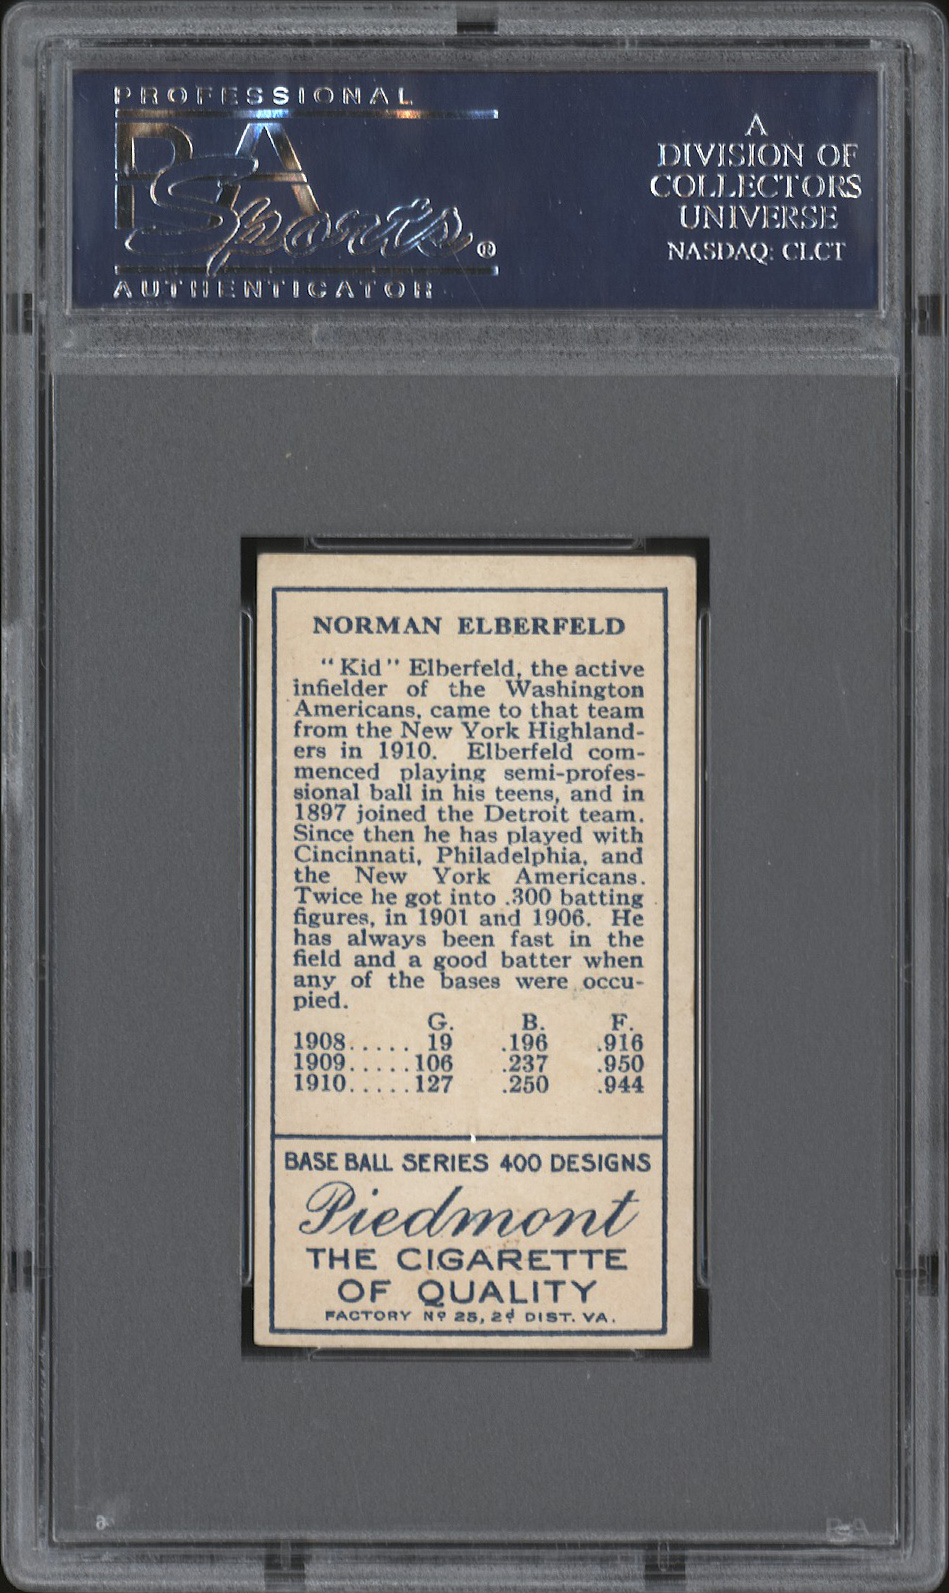 PROFESSIONAL
PSA
Sports®
AUTHENTICATOR
A
DIVISION OF
COLLECTORS
UNIVERSE
NASDAQ: CLCT
NORMAN ELBERFELD
"Kid" Elberfeld, the active
infielder of the Washington
Americans, came to that team
from the New York Highland-
ers in 1910. Elberfeld com-
menced playing semi-profes-
sional ball in his teens, and in
1897 joined the Detroit team.
Since then he has played with
Cincinnati, Philadelphia, and
the New York Americans.
Twice he got into .300 batting
figures, in 1901 and 1906. He
has always been fast in the
field and a good batter when
any of the bases were occu-
pied.
G. B. F.
1908..... 19 .196 .916
1909.....106 .237 .950
1910.....127 .250 .944
BASE BALL SERIES 400 DESIGNS
Piedmont
THE CIGARETTE
OF QUALITY
FACTORY Nº 25, 2d DIST. VA.
6
PSA